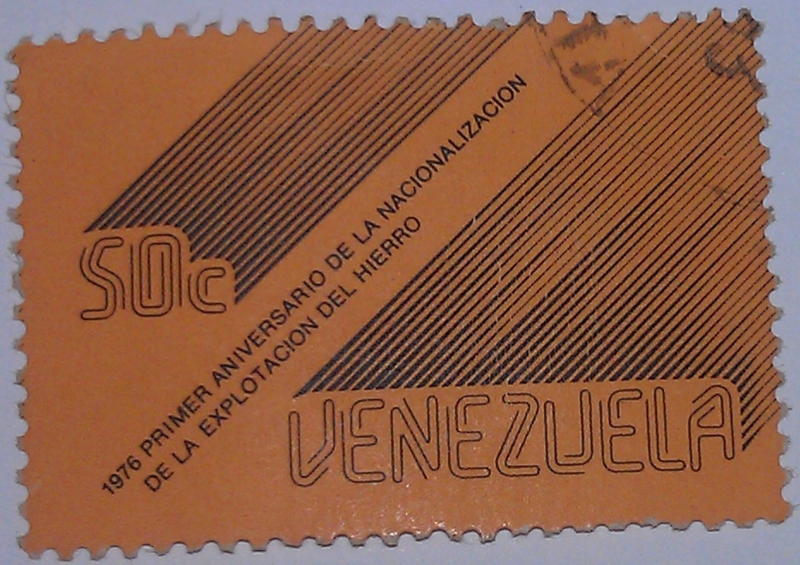 50c
1976 PRIMER ANIVERSARIO DE LA NACIONALIZACION
DE LA EXPLOTACION DEL HIERRO
VENEZUELA